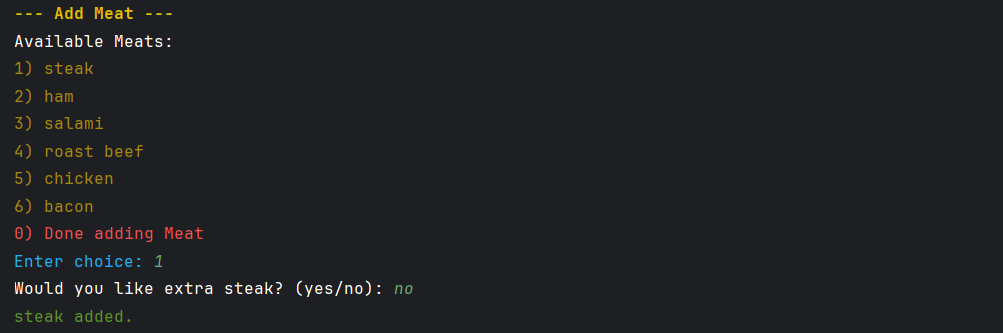 --- Add Meat ---
Available Meats:
1) steak
2) ham
3) salami
4) roast beef
5) chicken
6) bacon
0) Done adding Meat
Enter choice: 1
Would you like extra steak? (yes/no): no
steak added.